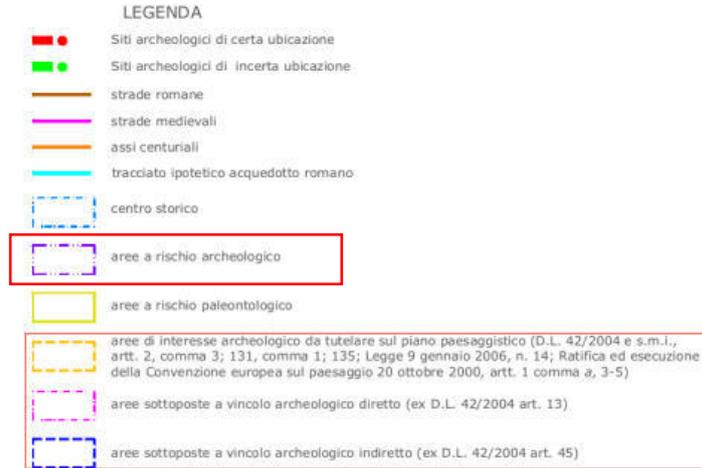 LEGENDA
Siti archeologici di certa ubicazione
Siti archeologici di incerta ubicazione
strade romane
strade medievali
assi centuriali
tracciato ipotetico acquedotto romano
centro storico
aree a rischio archeologico
aree a rischio paleontologico
aree di interesse archeologico da tutelare sul piano paesaggistico (D.L. 42/2004 e s.m.i.,
artt. 2, comma 3; 131, comma 1; 135; Legge 9 gennaio 2006, n. 14; Ratifica ed esecuzione
della Convenzione europea sul paesaggio 20 ottobre 2000, artt. 1 comma a, 3-5)
aree sottoposte a vincolo archeologico diretto (ex D.L. 42/2004 art. 13)
aree sottoposte a vincolo archeologico indiretto (ex D.L. 42/2004 art. 45)